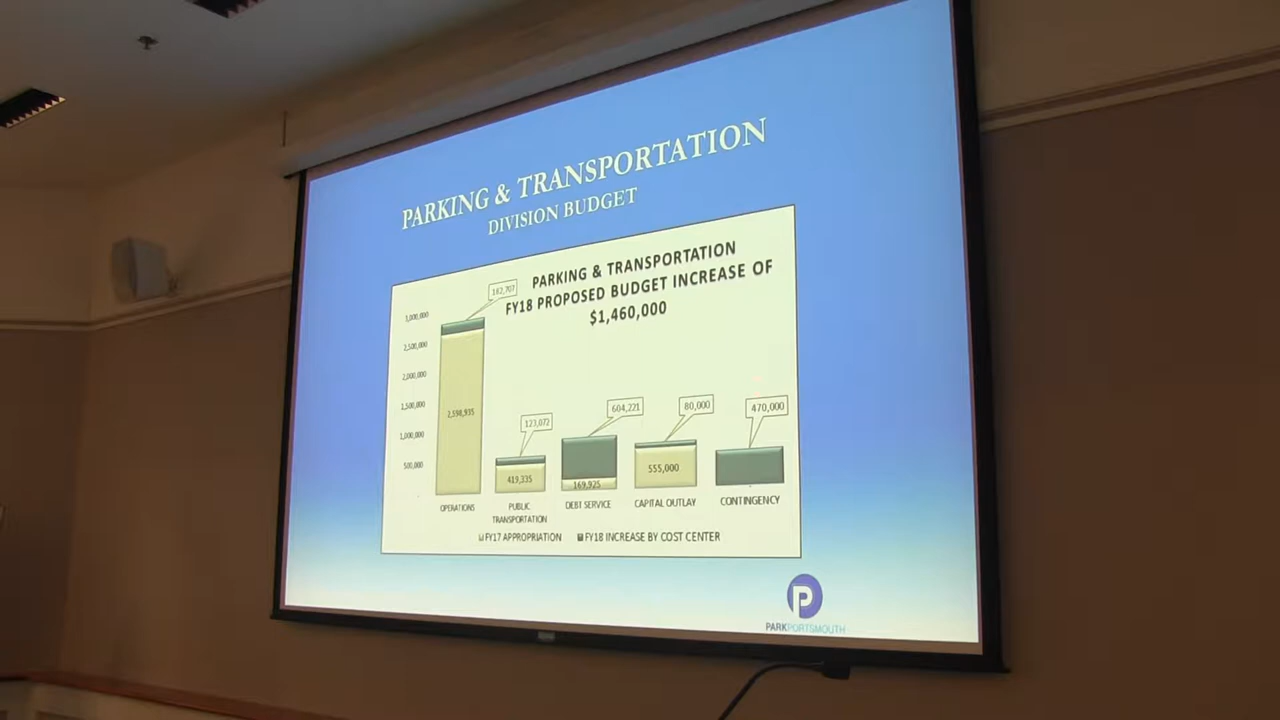 PARKING & TRANSPORTATION
DIVISION BUDGET
PARKING & TRANSPORTATION
FY18 PROPOSED BUDGET INCREASE OF
$1,460,000
182,707
3,000,000
2,500,000
2,000,000
1,500,000
1,000,000
500,000
2,598,935
123,072
604,221
80,000
470,000
419,335
169,925
555,000
OPERATIONS
PUBLIC
TRANSPORTATION
DEBT SERVICE
CAPITAL OUTLAY
CONTINGENCY
FY17 APPROPRIATION
FY18 INCREASE BY COST CENTER
P
PARKPORTSMOUTH